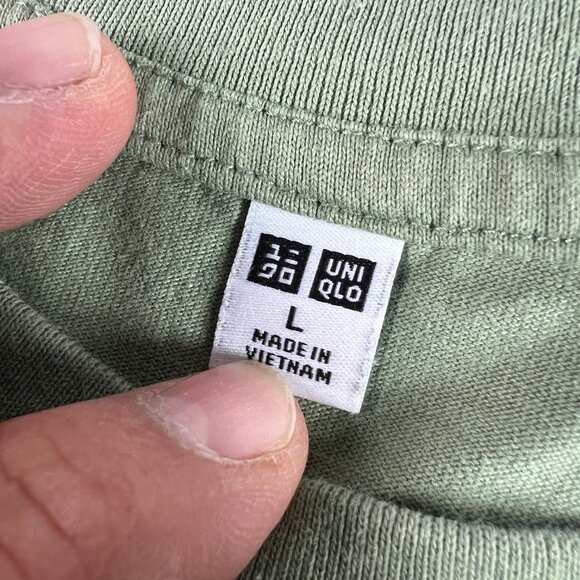 ユニ UNI
クロ QLO
L
MADE IN
VIETNAM